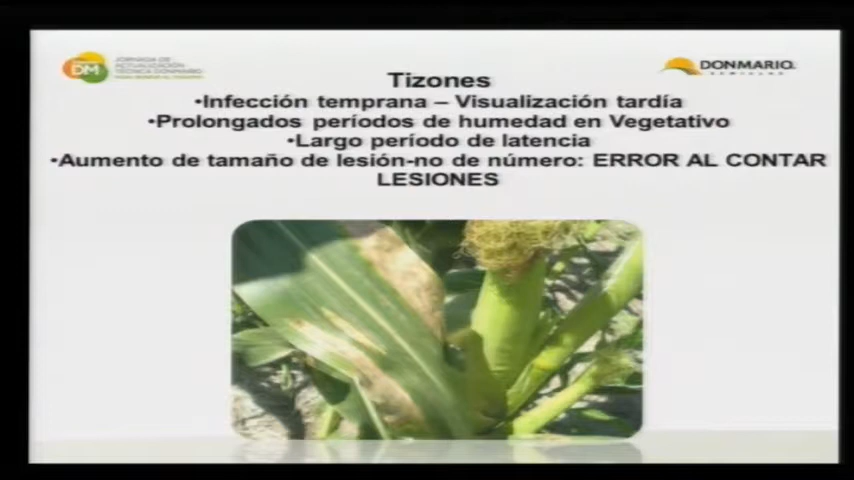 DM
JORNADA DE
ACTUALIZACIÓN
TÉCNICA DONMARIO
DONMARIO
SEMILLAS
Tizones
•Infección temprana – Visualización tardía
•Prolongados períodos de humedad en Vegetativo
•Largo período de latencia
•Aumento de tamaño de lesión-no de número: ERROR AL CONTAR
LESIONES